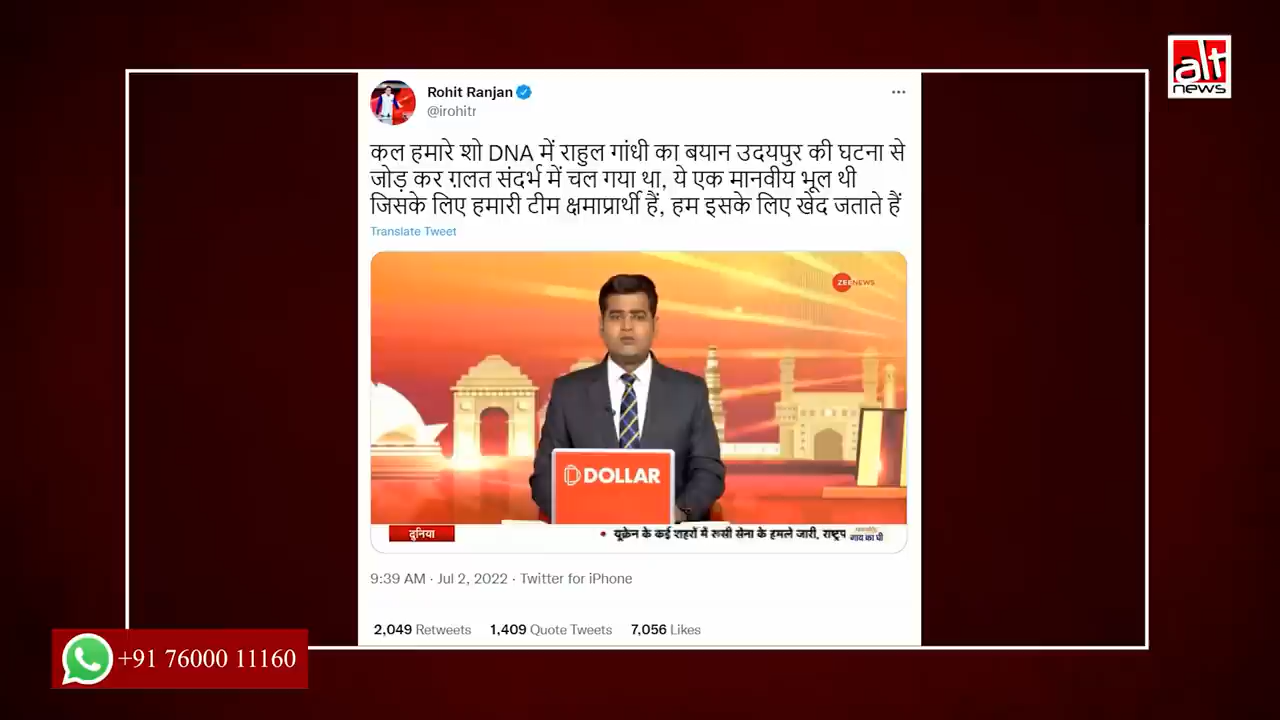 alt
news
Rohit Ranjan
@irohitr
कल हमारे शो DNA में राहुल गांधी का बयान उदयपुर की घटना से
जोड़ कर ग़लत संदर्भ में चल गया था, ये एक मानवीय भूल थी
जिसके लिए हमारी टीम क्षमाप्रार्थी हैं, हम इसके लिए खेद जताते हैं
Translate Tweet
ZEE NEWS
DOLLAR
दुनिया
यूक्रेन के कई शहरों में रूसी सेना के हमले जारी, राष्ट्रप
गाय का घी
9:39 AM · Jul 2, 2022 · Twitter for iPhone
2,049 Retweets 1,409 Quote Tweets 7,056 Likes
+91 76000 11160